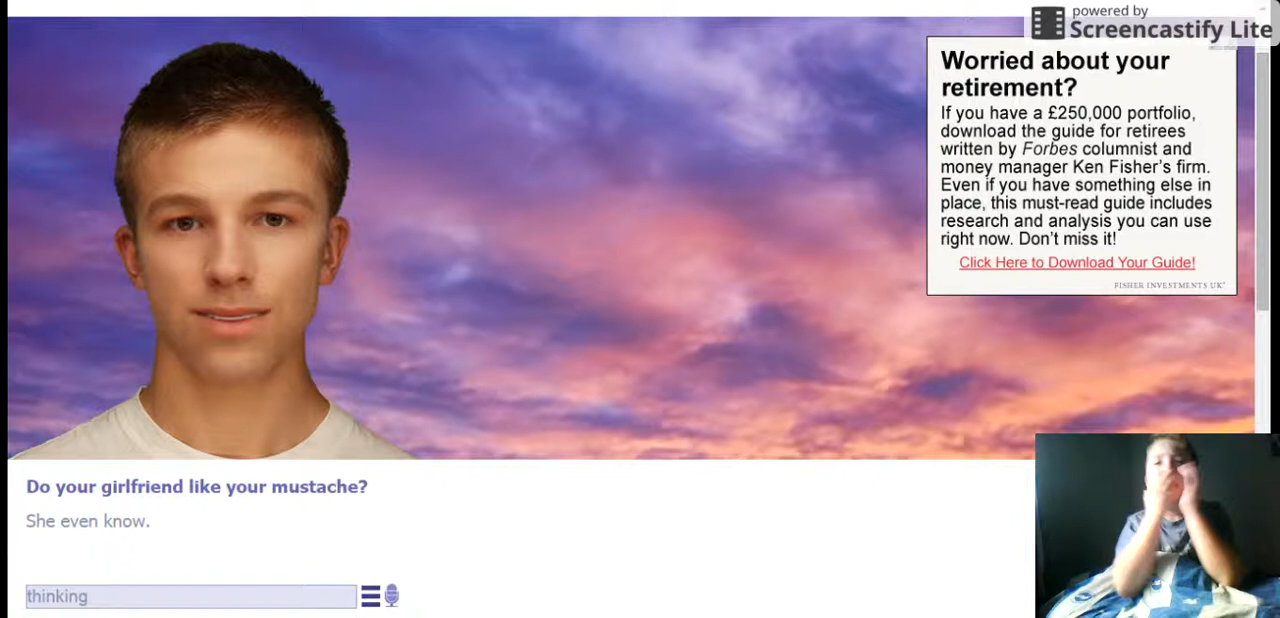 powered by
Screencastify Lite
Worried about your
retirement?
If you have a £250,000 portfolio,
download the guide for retirees
written by Forbes columnist and
money manager Ken Fisher's firm.
Even if you have something else in
place, this must-read guide includes
research and analysis you can use
right now. Don't miss it!
Click Here to Download Your Guide!
FISHER INVESTMENTS UK™
Do your girlfriend like your mustache?
She even know.
thinking